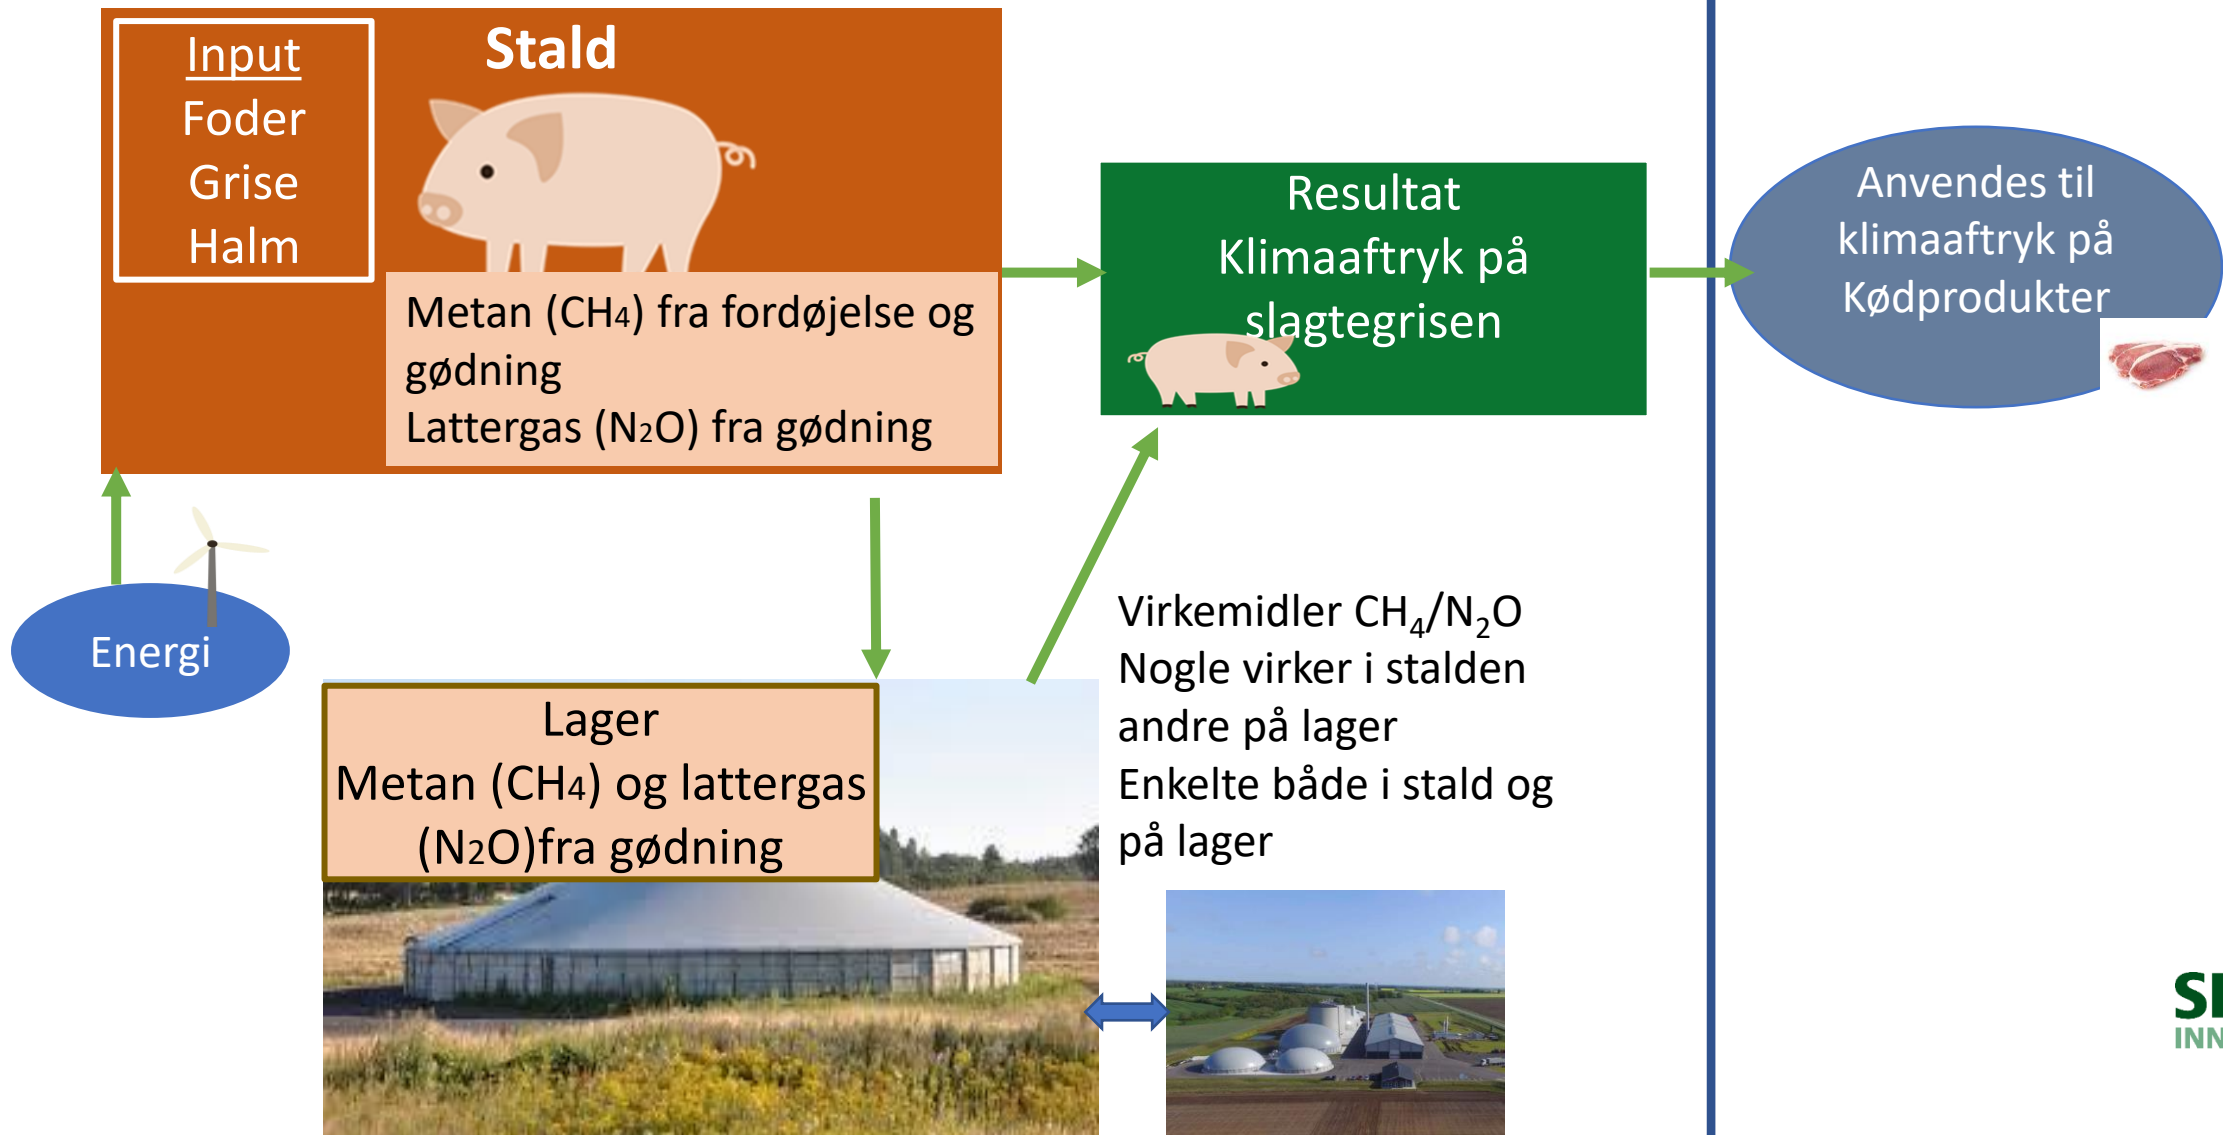 Input
Foder
Grise
Halm
Stald
Metan (CH4) fra fordøjelse og
gødning
Lattergas (N2O) fra gødning
Resultat
Klimaaftryk på
slagtegrisen
Anvendes til
klimaaftryk på
Kødprodukter
Energi
Lager
Metan (CH4) og lattergas
(N2O)fra gødning
Virkemidler CH₄/N₂O
Nogle virker i stalden
andre på lager
Enkelte både i stald og
på lager
INN